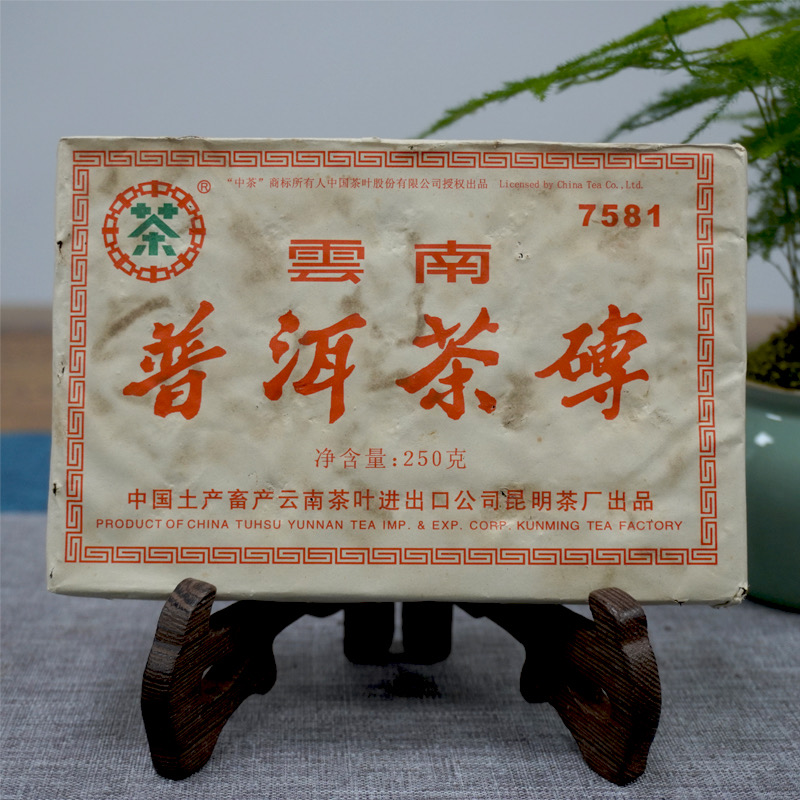 “中茶”商标所有人中国茶叶股份有限公司授权出品 Licensed by China Tea Co.,Ltd.
茶®
7581
雲南
普洱茶磚
净含量:250克
中国土产畜产云南茶叶进出口公司昆明茶厂出品
PRODUCT OF CHINA TUHSU YUNNAN TEA IMP. & EXP. CORP. KUNMING TEA FACTORY